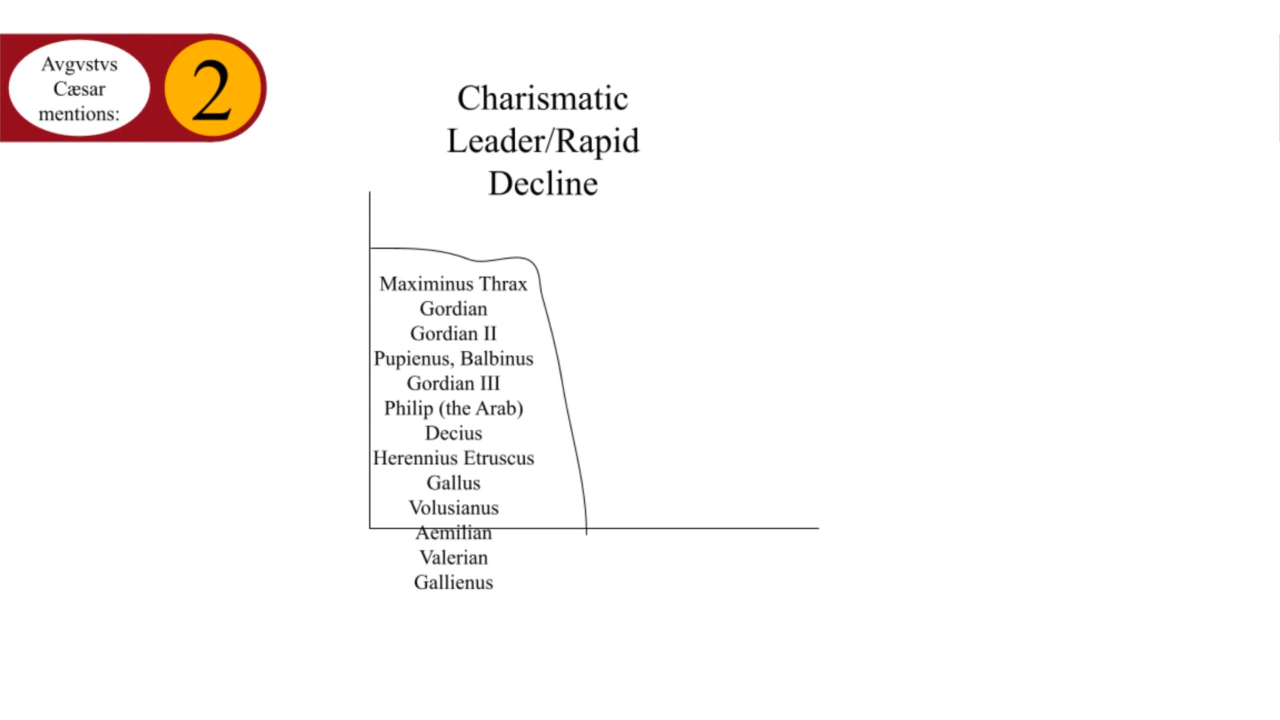 Avgvstvs
Cæsar
mentions:
2
Charismatic
Leader/Rapid
Decline
Maximinus Thrax
Gordian
Gordian II
Pupienus, Balbinus
Gordian III
Philip (the Arab)
Decius
Herennius Etruscus
Gallus
Volusianus
Aemilian
Valerian
Gallienus